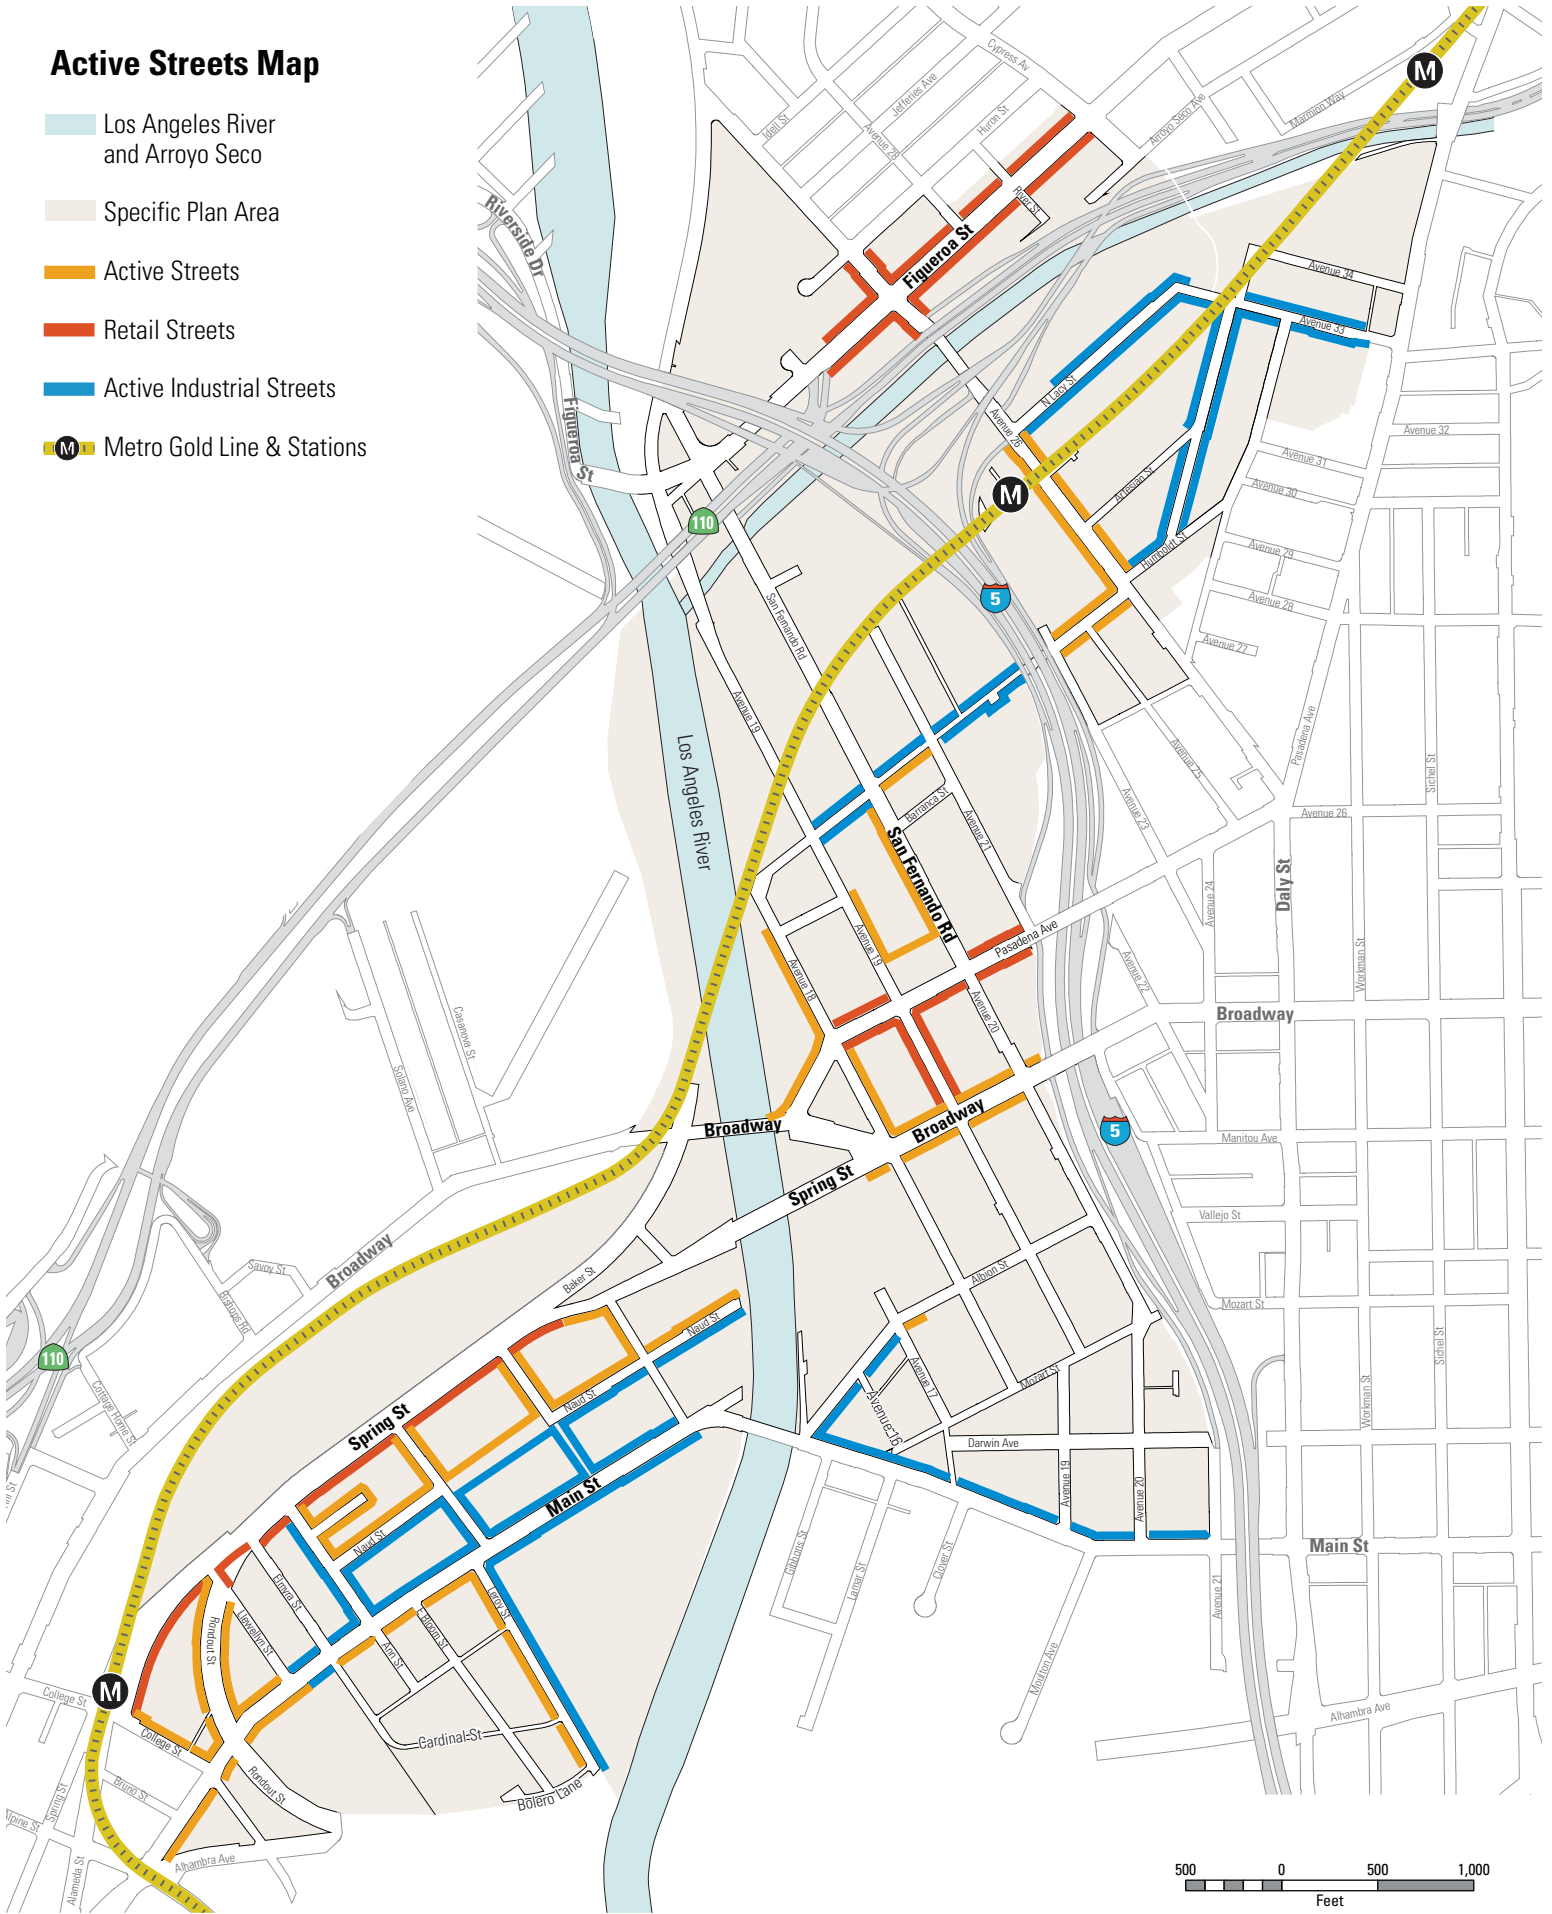 Active Streets Map
Los Angeles River
and Arroyo Seco
Specific Plan Area
Active Streets
Retail Streets
Active Industrial Streets
M Metro Gold Line & Stations
M
Cypress Av
Jefferies Ave
Huron St
Idell St
Avenue 28
Arroyo Seco Ave
Marmion Way
River St
Riverside Dr
Figueroa St
Avenue 34
Avenue 33
N Lacy St
Figueroa St
Avenue 26
Avenue 32
Avenue 31
Artesian St
Avenue 30
M
110
Humboldt St
Avenue 29
5
Avenue 28
San Fernando Rd
Avenue 27
Avenue 19
Pasadena Ave
Avenue 25
Sichel St
Los Angeles River
Barranca St
Avenue 21
Avenue 23
Avenue 26
San Fernando Rd
Daly St
Avenue 24
Avenue 19
Pasadena Ave
Workman St
Avenue 18
Avenue 22
Avenue 20
Broadway
Casanova St
Solano Ave
Broadway
Broadway
5
Manitou Ave
Spring St
Vallejo St
Broadway
Savoy St
Baker St
Albion St
Bishops Rd
Mozart St
Naud St
110
Sichel St
Avenue 17
Mozart St
Cottage Home St
Naud St
Workman St
Spring St
Avenue 16
Darwin Ave
Avenue 19
Avenue 20
Main St
Naud St
Gibbons St
Lamar St
Clover St
Main St
Elmyra St
Leroy St
Avenue 21
Llewellyn St
Rondout St
Bloom St
Ann St
M
College St
Moulton Ave
College St
Cardinal St
Alhambra Ave
Bruno St
Rondout St
Bolero Lane
Spring St
Alpine St
Alhambra Ave
Alameda St
500 0 500 1,000
Feet